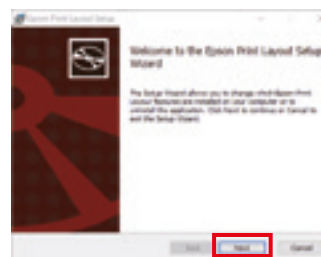 Epson Print Layout Setup
Welcome to the Epson Print Layout Setup
Wizard
The Setup Wizard allows you to change which Epson Print
Layout features are installed on your computer or to
uninstall the application. Click Next to continue or Cancel to
exit the Setup Wizard.
Back Next Cancel